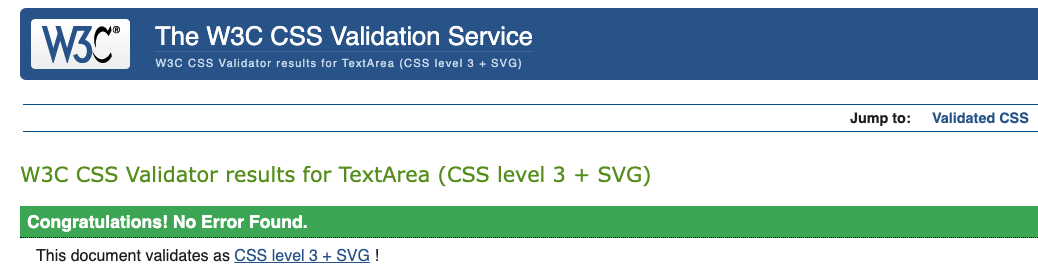 W3C®
The W3C CSS Validation Service
W3C CSS Validator results for TextArea (CSS level 3 + SVG)
Jump to: Validated CSS
W3C CSS Validator results for TextArea (CSS level 3 + SVG)
Congratulations! No Error Found.
This document validates as CSS level 3 + SVG !